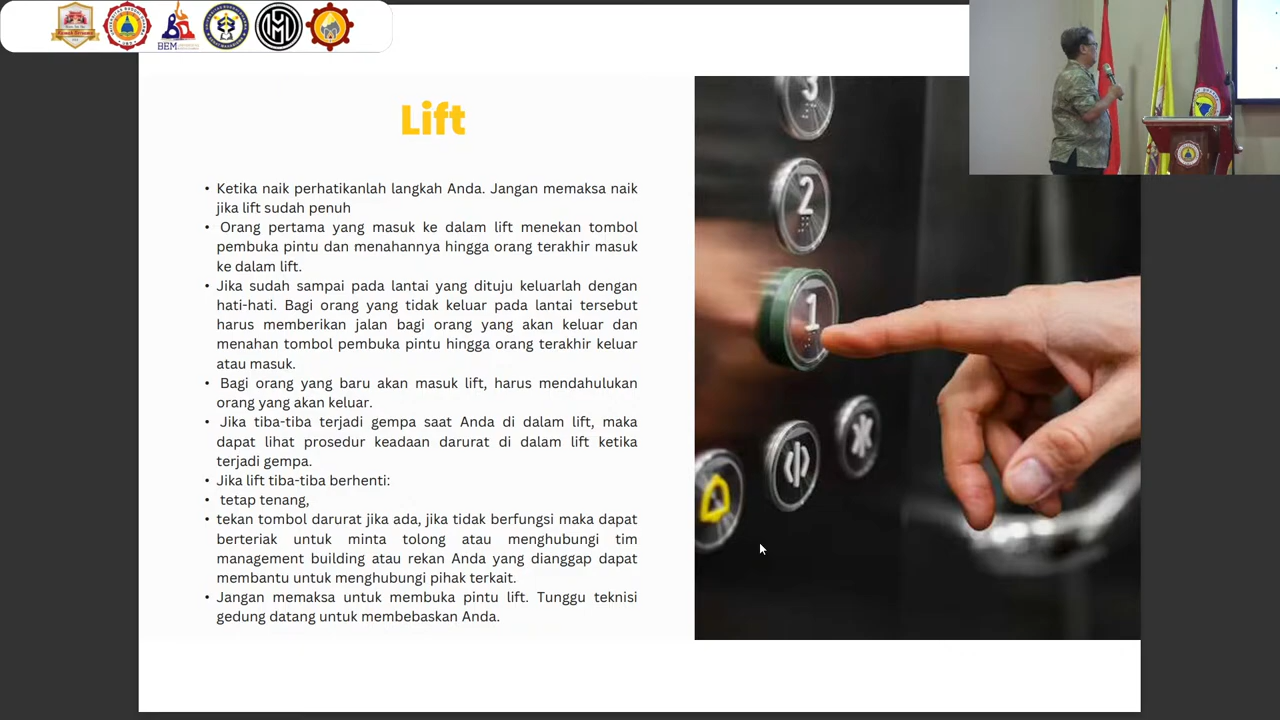 BEM
Lift
• Ketika naik perhatikanlah langkah Anda. Jangan memaksa naik
jika lift sudah penuh
• Orang pertama yang masuk ke dalam lift menekan tombol
pembuka pintu dan menahannya hingga orang terakhir masuk
ke dalam lift.
• Jika sudah sampai pada lantai yang dituju keluarlah dengan
hati-hati. Bagi orang yang tidak keluar pada lantai tersebut
harus memberikan jalan bagi orang yang akan keluar dan
menahan tombol pembuka pintu hingga orang terakhir keluar
atau masuk.
• Bagi orang yang baru akan masuk lift, harus mendahulukan
orang yang akan keluar.
• Jika tiba-tiba terjadi gempa saat Anda di dalam lift, maka
dapat lihat prosedur keadaan darurat di dalam lift ketika
terjadi gempa.
• Jika lift tiba-tiba berhenti:
• tetap tenang,
• tekan tombol darurat jika ada, jika tidak berfungsi maka dapat
berteriak untuk minta tolong atau menghubungi tim
management building atau rekan Anda yang dianggap dapat
membantu untuk menghubungi pihak terkait.
• Jangan memaksa untuk membuka pintu lift. Tunggu teknisi
gedung datang untuk membebaskan Anda.
3
2
1